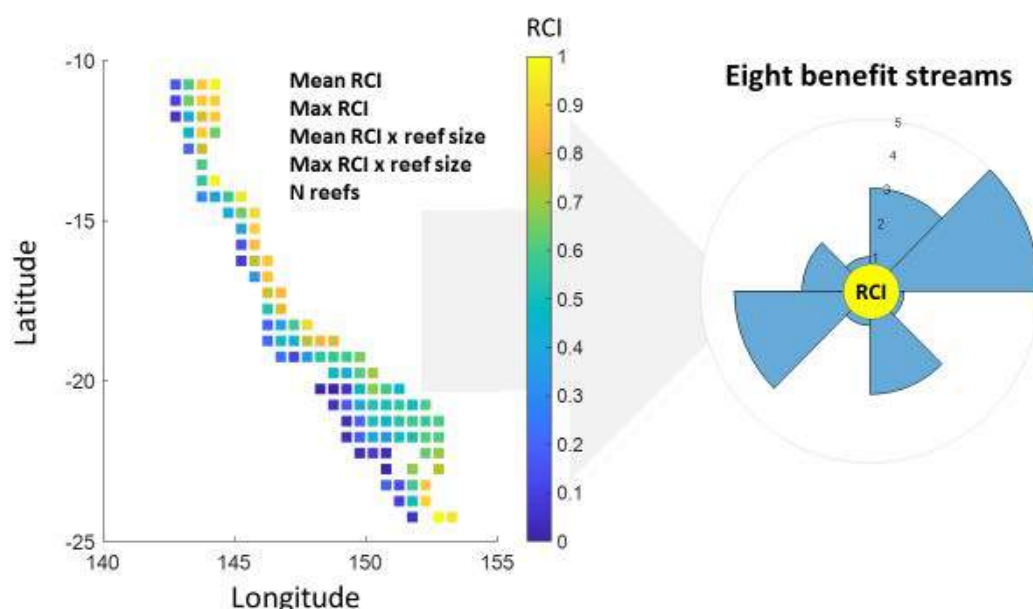 RCI
-10
-15
-20
-25
Latitude
140
145
150
155
Longitude
Mean RCI
Max RCI
Mean RCI x reef size
Max RCI x reef size
N reefs
1
0.9
0.8
0.7
0.6
0.5
0.4
0.3
0.2
0.1
0
Eight benefit streams
5
4
3
2
1
RCI